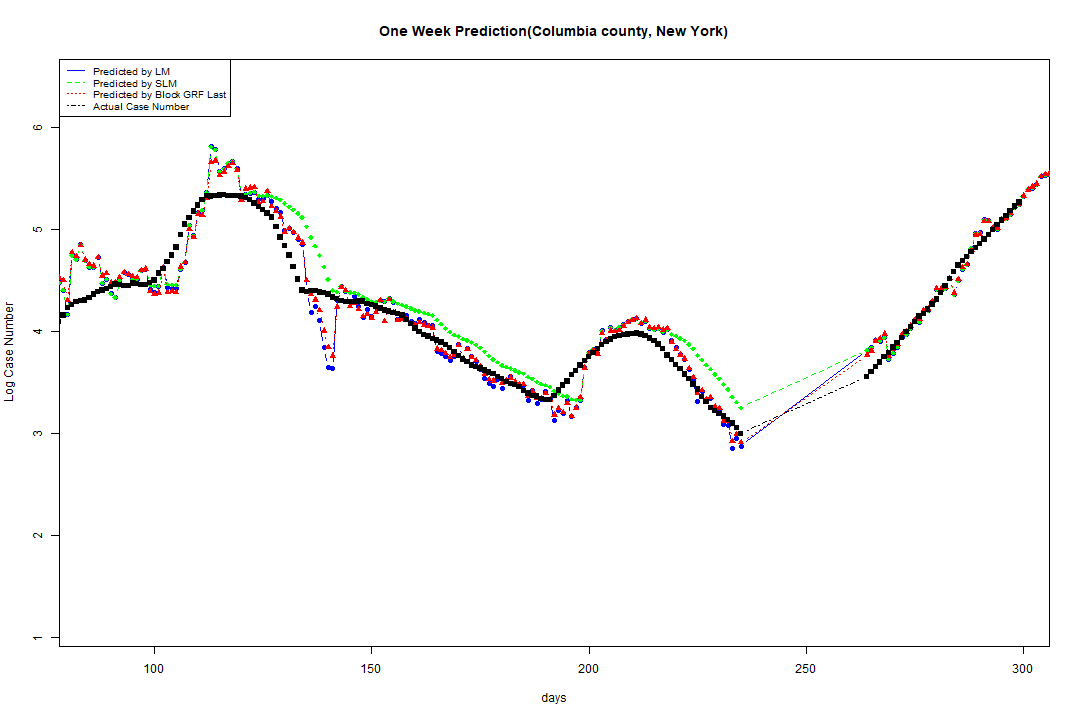 One Week Prediction(Columbia county, New York)
Predicted by LM
Predicted by SLM
Predicted by Block GRF Last
Actual Case Number
Log Case Number
6
5
4
3
2
1
100 150 200 250 300
days